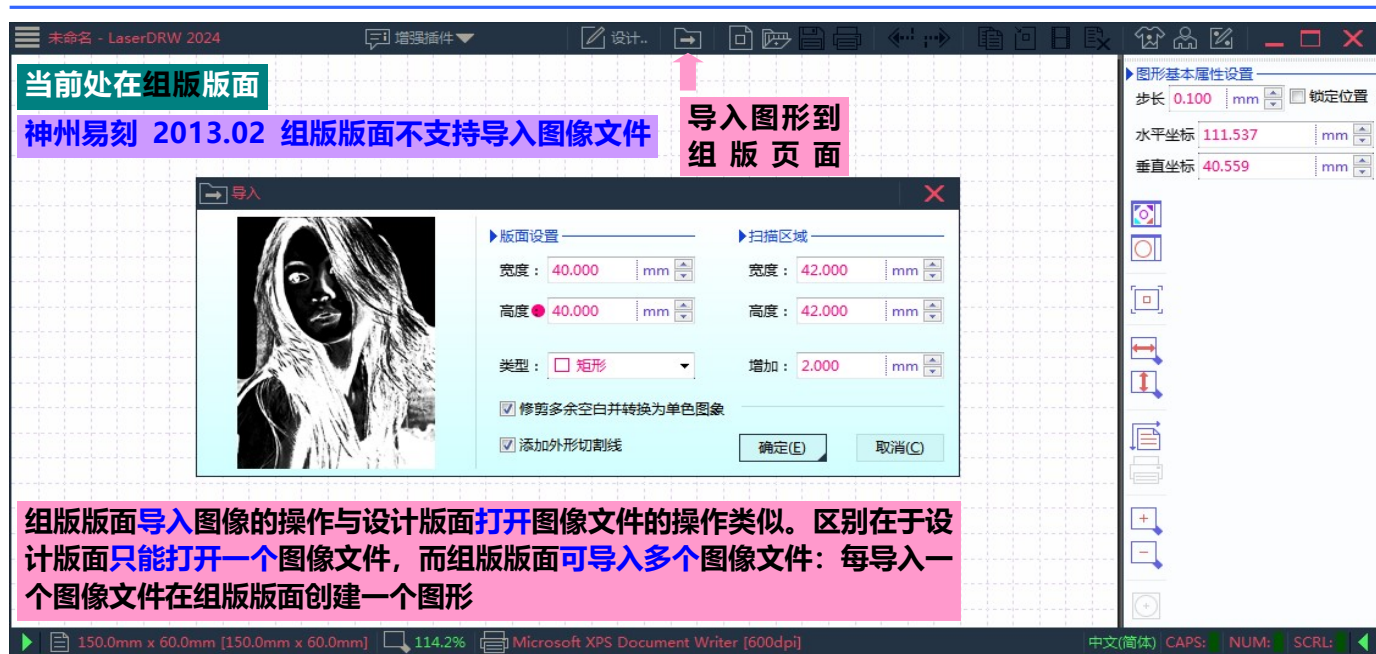 未命名 - LaserDRW 2024
增强插件
设计..
当前处在组版版面
神州易刻 2013.02 组版版面不支持导入图像文件
导入图形到
组版页面
图形基本属性设置
步长 0.100 mm 锁定位置
水平坐标 111.537 mm
垂直坐标 40.559 mm
导入
版面设置
扫描区域
宽度: 40.000 mm
宽度: 42.000 mm
高度 40.000 mm
高度: 42.000 mm
类型: 矩形
增加: 2.000 mm
修剪多余空白并转换为单色图象
添加外形切割线
确定(E)
取消(C)
组版版面导入图像的操作与设计版面打开图像文件的操作类似。区别在于设
计版面只能打开一个图像文件，而组版版面可导入多个图像文件：每导入一
个图像文件在组版版面创建一个图形
150.0mm x 60.0mm [150.0mm x 60.0mm]
114.2%
Microsoft XPS Document Writer [600dpi]
中文(简体) CAPS: NUM: SCRL: